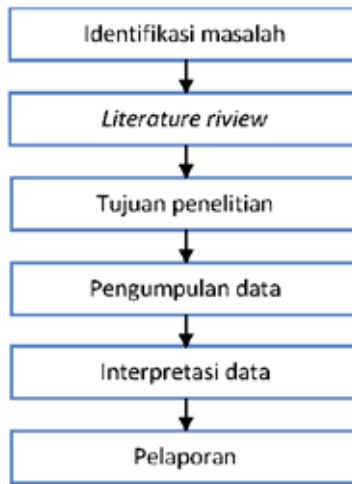 Identifikasi masalah
Literature riview
Tujuan penelitian
Pengumpulan data
Interpretasi data
Pelaporan